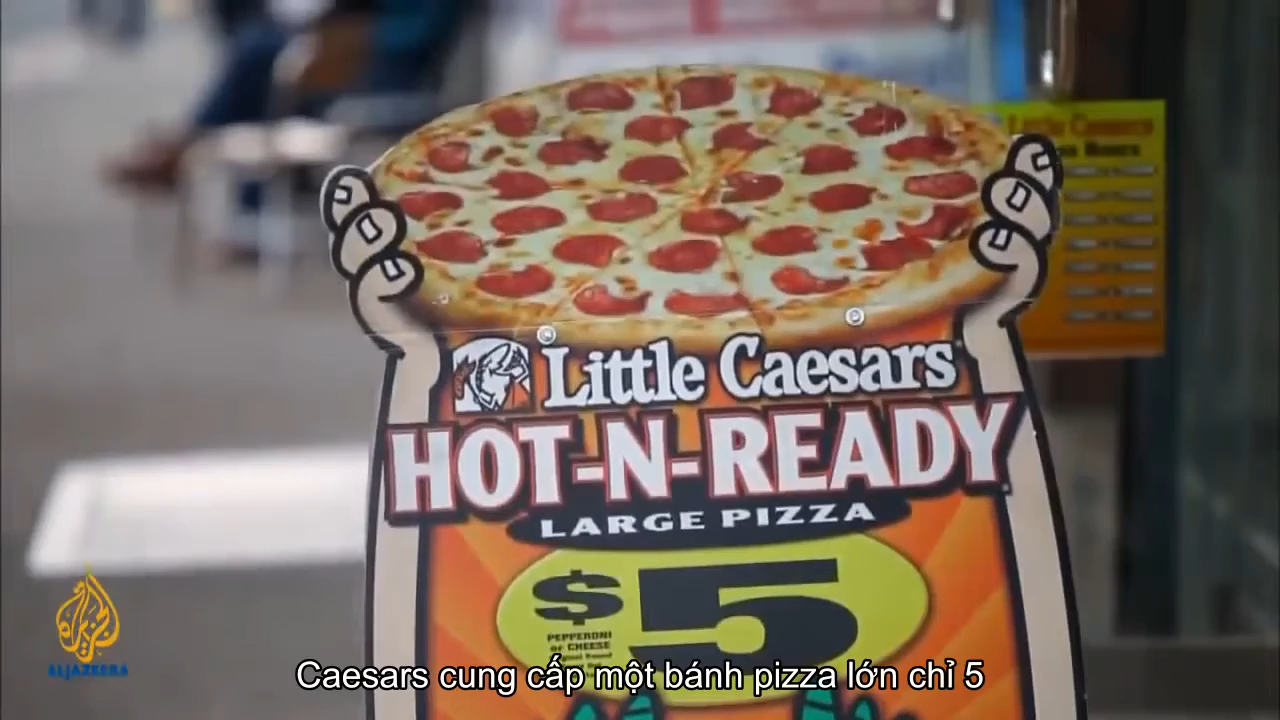 Little Caesars
HOT-N-READY
LARGE PIZZA
$5
PEPPERONI
or CHEESE
Little Caesars
ALJAZEERA
Caesars cung cấp một bánh pizza lớn chỉ 5